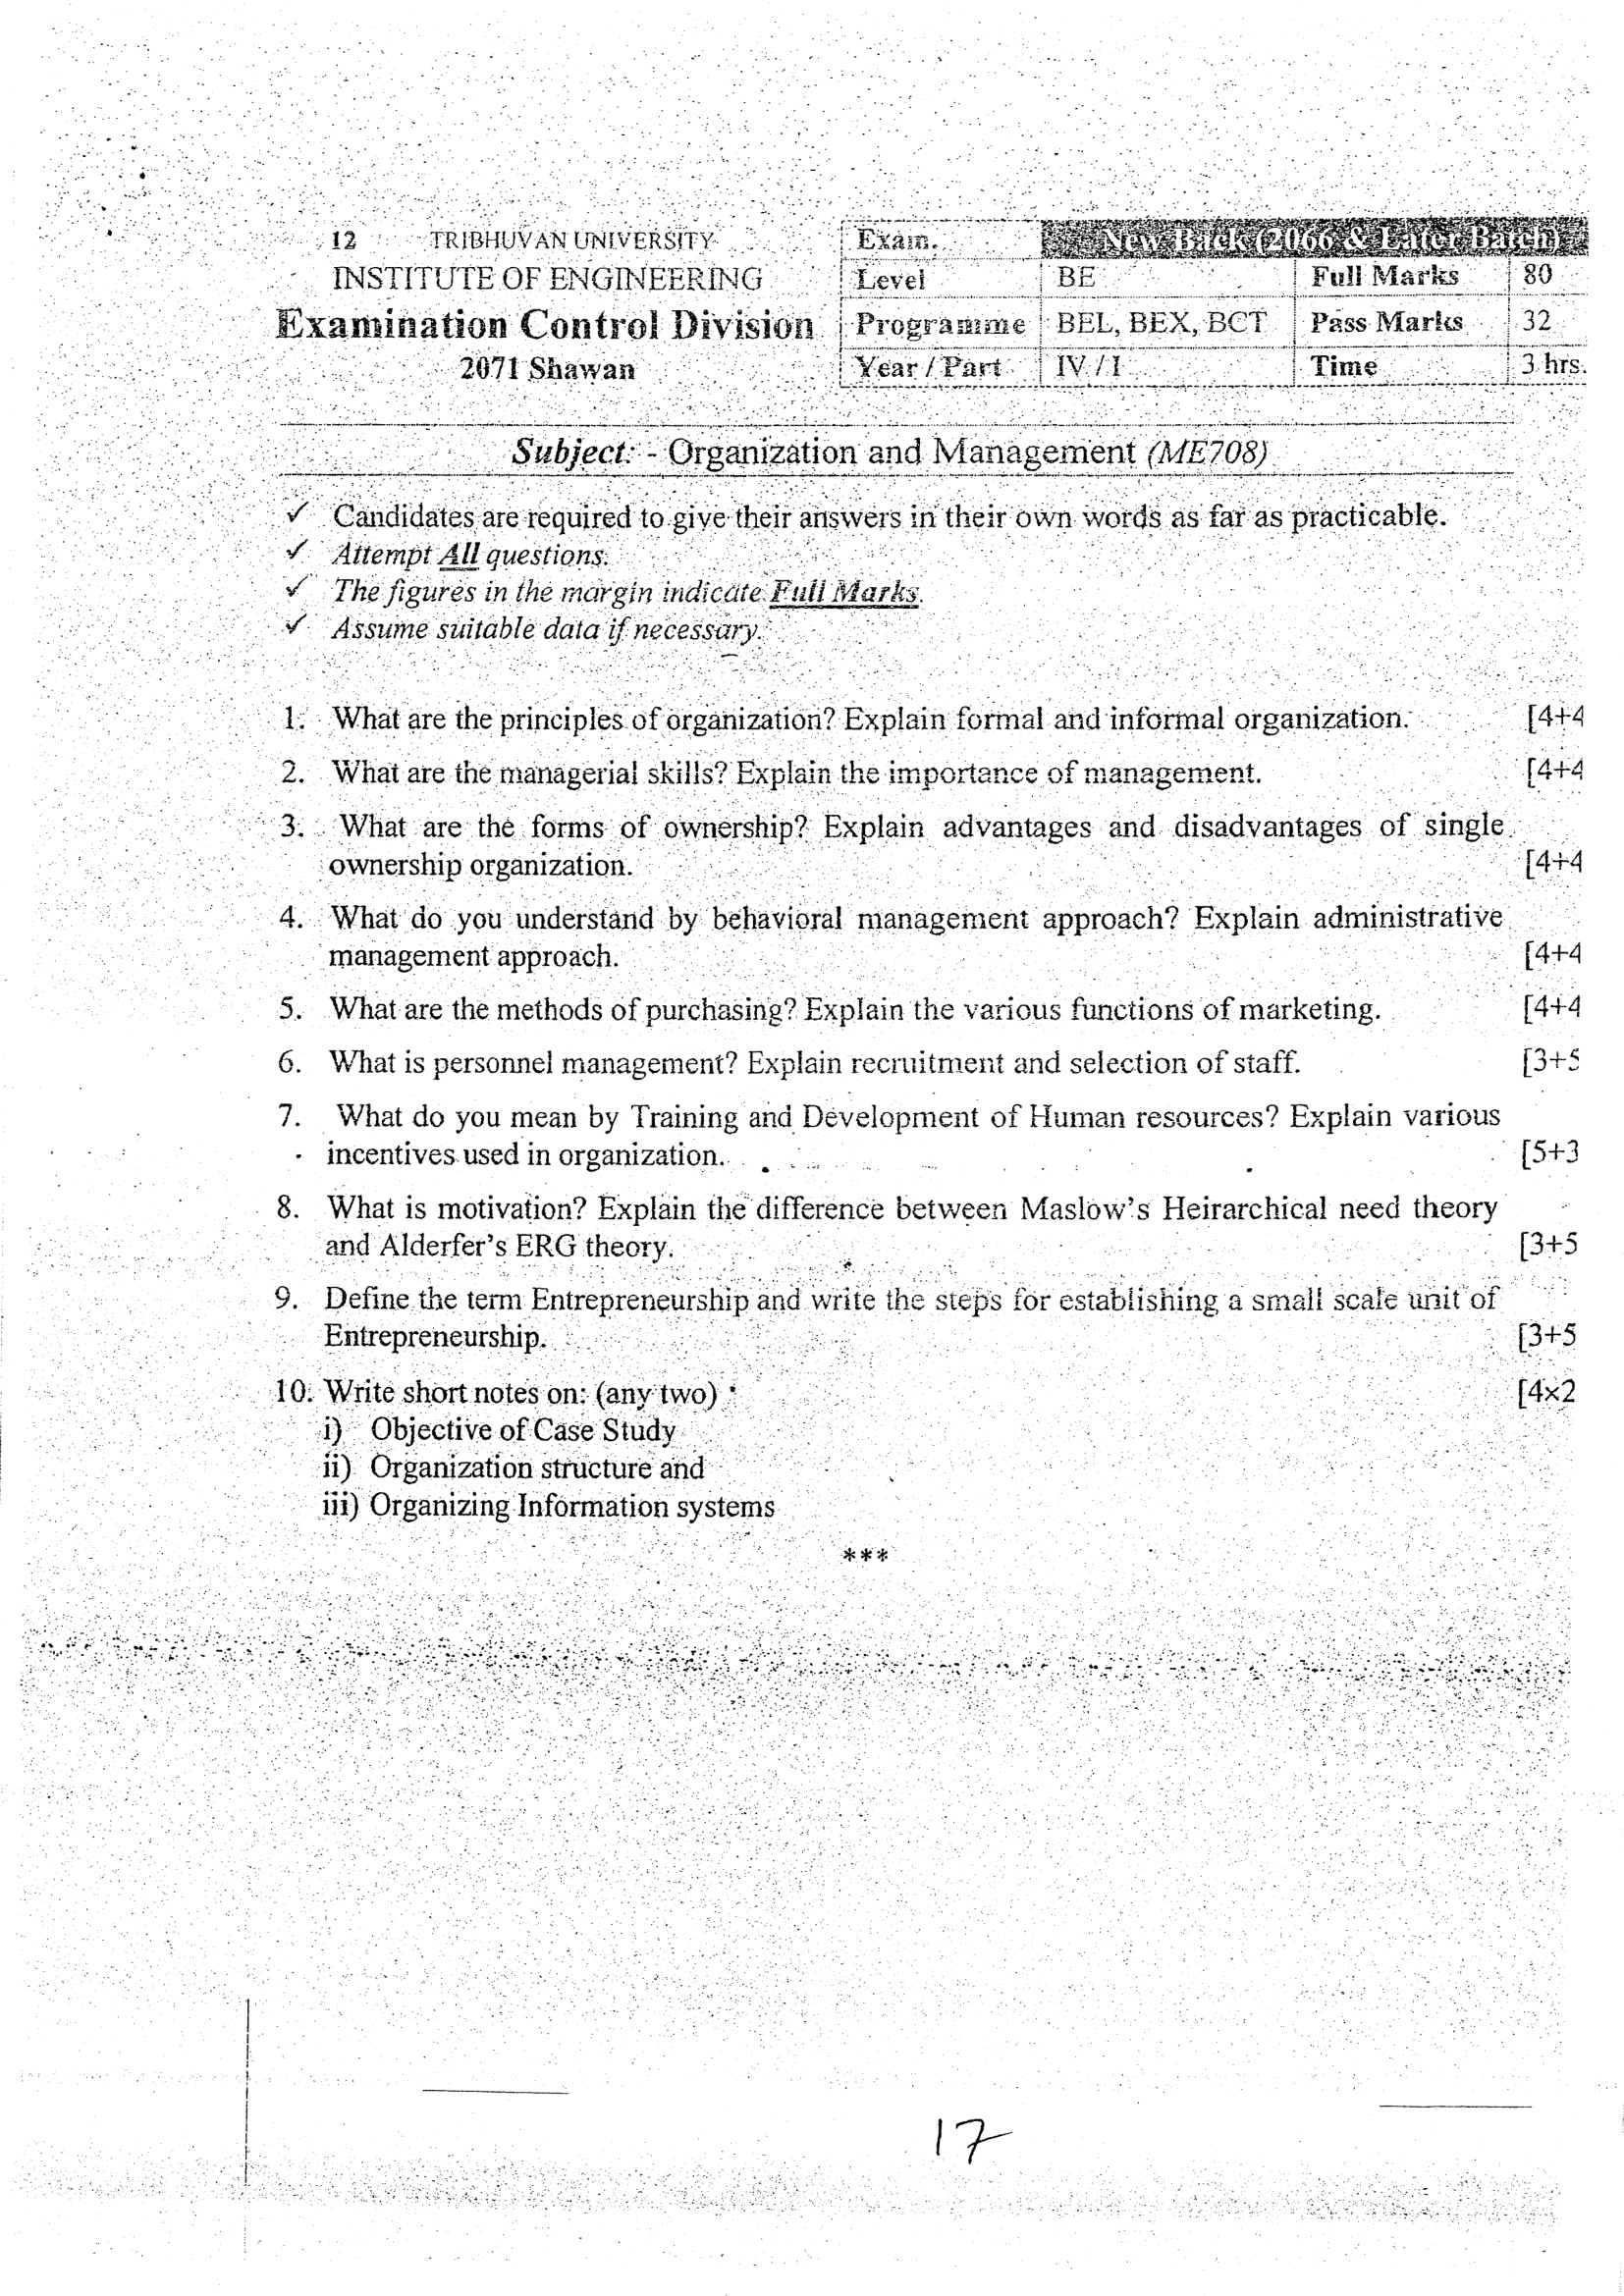 12 TRIBHUVAN UNIVERSITY
INSTITUTE OF ENGINEERING
Examination Control Division
2071 Shawan
Exam. New Back (2066 & Later Batch)
Level BE Full Marks 80
Programme BEL, BEX, BCT Pass Marks 32
Year / Part IV / I Time 3 hrs.
Subject: - Organization and Management (ME708)
✓ Candidates are required to give their answers in their own words as far as practicable.
✓ Attempt All questions.
✓ The figures in the margin indicate Full Marks.
✓ Assume suitable data if necessary.
1. What are the principles of organization? Explain formal and informal organization. [4+4
2. What are the managerial skills? Explain the importance of management. [4+4
3. What are the forms of ownership? Explain advantages and disadvantages of single
ownership organization. [4+4
4. What do you understand by behavioral management approach? Explain administrative
management approach. [4+4
5. What are the methods of purchasing? Explain the various functions of marketing. [4+4
6. What is personnel management? Explain recruitment and selection of staff. [3+5
7. What do you mean by Training and Development of Human resources? Explain various
incentives used in organization. [5+3
8. What is motivation? Explain the difference between Maslow's Heirarchical need theory
and Alderfer's ERG theory. [3+5
9. Define the term Entrepreneurship and write the steps for establishing a small scale unit of
Entrepreneurship. [3+5
10. Write short notes on: (any two) [4×2
i) Objective of Case Study
ii) Organization structure and
iii) Organizing Information systems
***
17